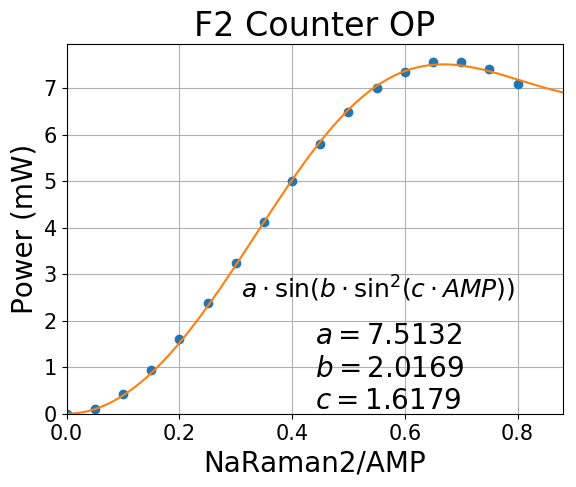 F2 Counter OP
Power (mW)
7
6
5
4
3
2
1
0
a · sin(b · sin²(c · AMP))
a = 7.5132
b = 2.0169
c = 1.6179
0.0 0.2 0.4 0.6 0.8
NaRaman2/AMP